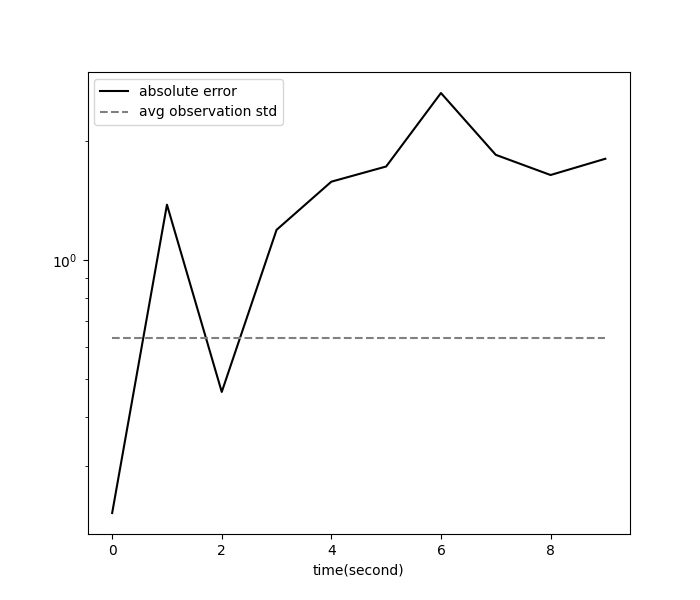 absolute error
avg observation std
10⁰
0 2 4 6 8
time(second)